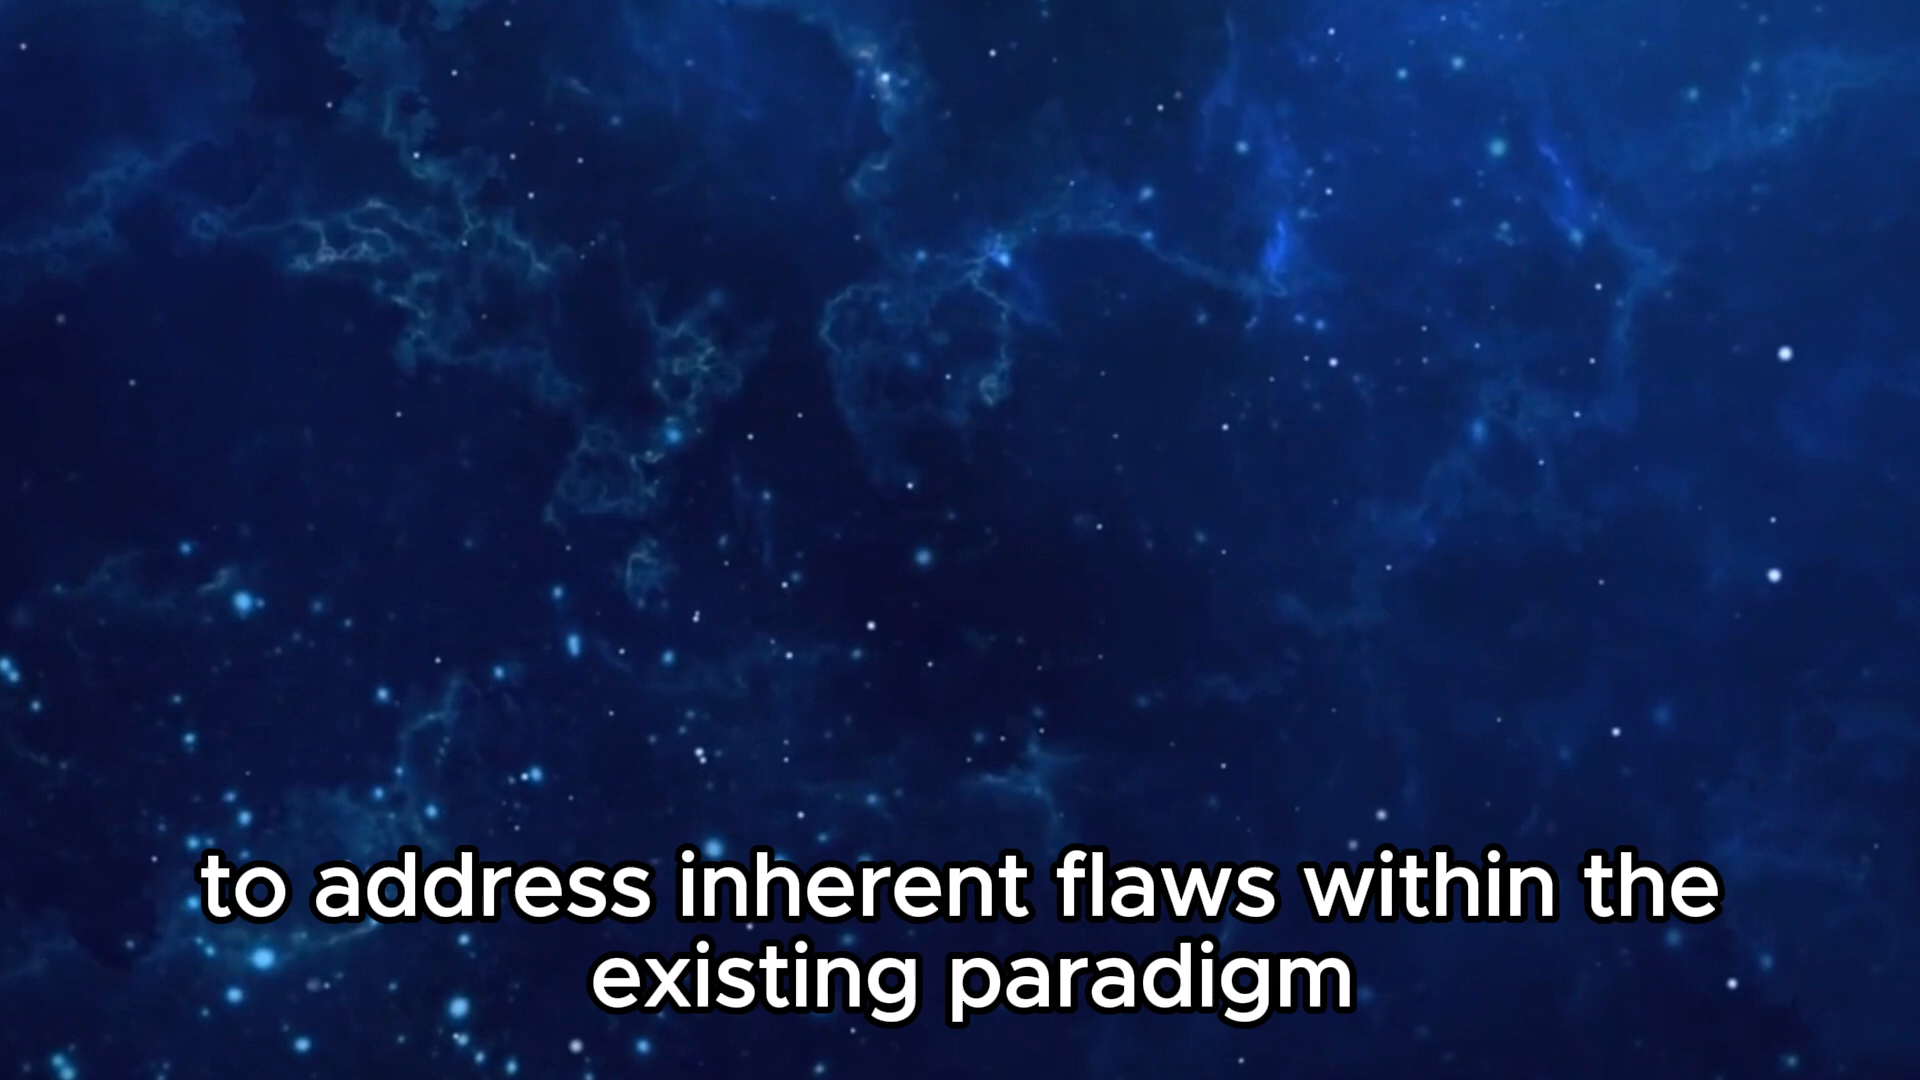 to address inherent flaws within the
existing paradigm